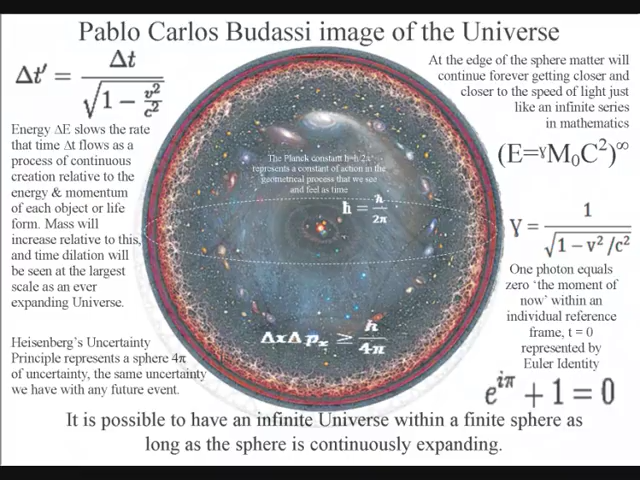 Pablo Carlos Budassi image of the Universe
Δt′ = Δt / √(1 − v²/c²)
Energy ΔE slows the rate
that time Δt flows as a
process of continuous
creation relative to the
energy & momentum
of each object or life
form. Mass will
increase relative to this,
and time dilation will
be seen at the largest
scale as an ever
expanding Universe.
Heisenberg's Uncertainty
Principle represents a sphere 4π
of uncertainty, the same uncertainty
we have with any future event.
The Planck constant ħ=h/2π
represents a constant of action in the
geometrical process that we see
and feel as time
ħ = h / 2π
ΔxΔpₓ ≥ h / 4π
At the edge of the sphere matter will
continue forever getting closer and
closer to the speed of light just
like an infinite series
in mathematics
(E=ᵞM₀C²)∞
γ = 1 / √(1 − v²/c²)
One photon equals
zero 'the moment of
now' within an
individual reference
frame, t = 0
represented by
Euler Identity
e^iπ + 1 = 0
It is possible to have an infinite Universe within a finite sphere as
long as the sphere is continuously expanding.